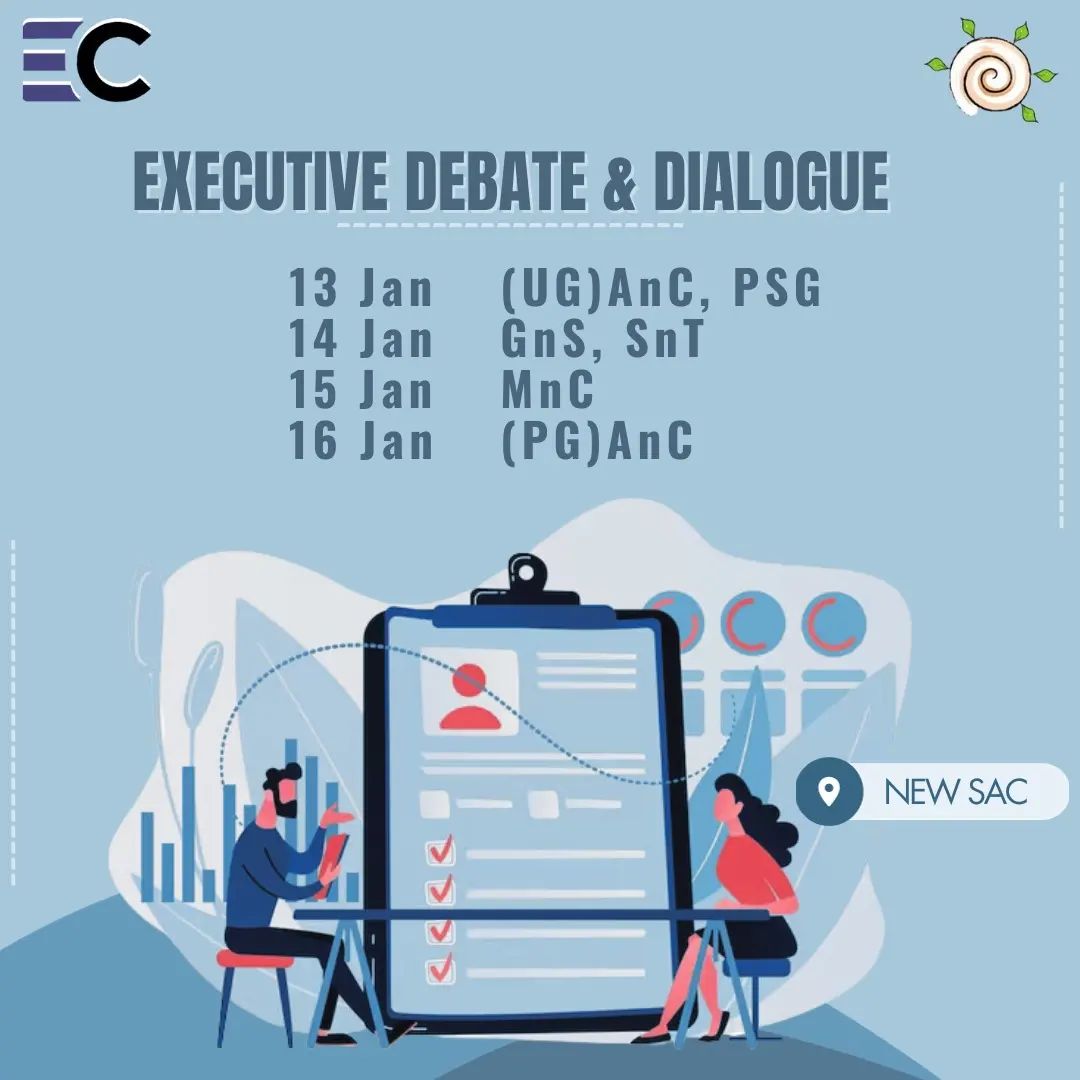 EC
EXECUTIVE DEBATE & DIALOGUE
13 Jan (UG)AnC, PSG
14 Jan GnS, SnT
15 Jan MnC
16 Jan (PG)AnC
NEW SAC